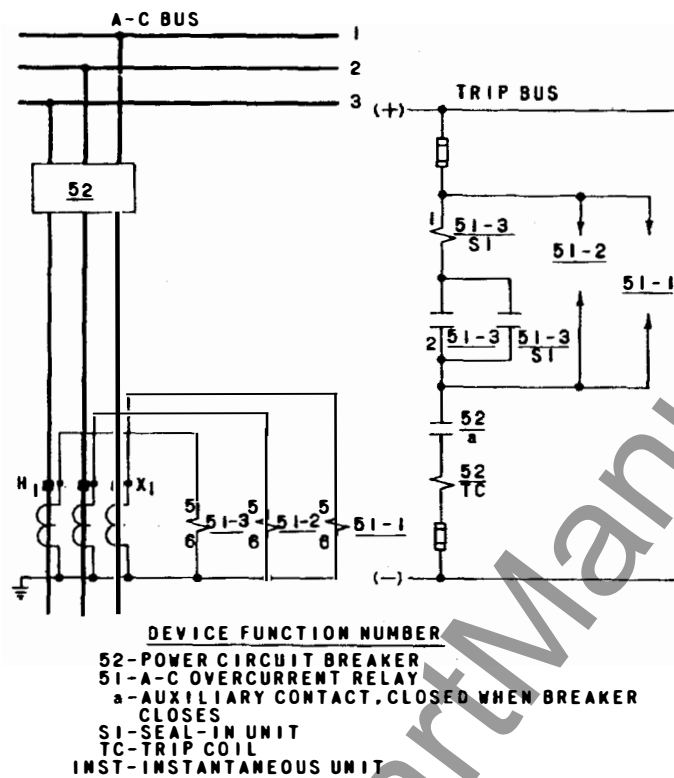 A-C BUS
1
2
3
52
H1
X1
5
6
51-3
5
6
51-2
5
6
51-1
TRIP BUS
(+)
1
51-3
SI
51-2
51-1
2
51-3
51-3
SI
52
a
52
TC
(-)
DEVICE FUNCTION NUMBER
52-POWER CIRCUIT BREAKER
51-A-C OVERCURRENT RELAY
a-AUXILIARY CONTACT, CLOSED WHEN BREAKER
CLOSES
SI-SEAL-IN UNIT
TC-TRIP COIL
INST-INSTANTANEOUS UNIT